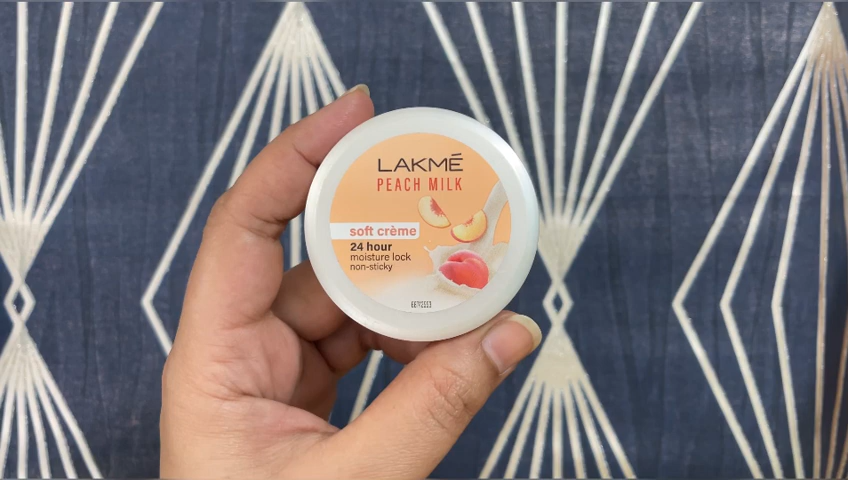 LAKMÉ
PEACH MILK
soft crème
24 hour
moisture lock
non-sticky